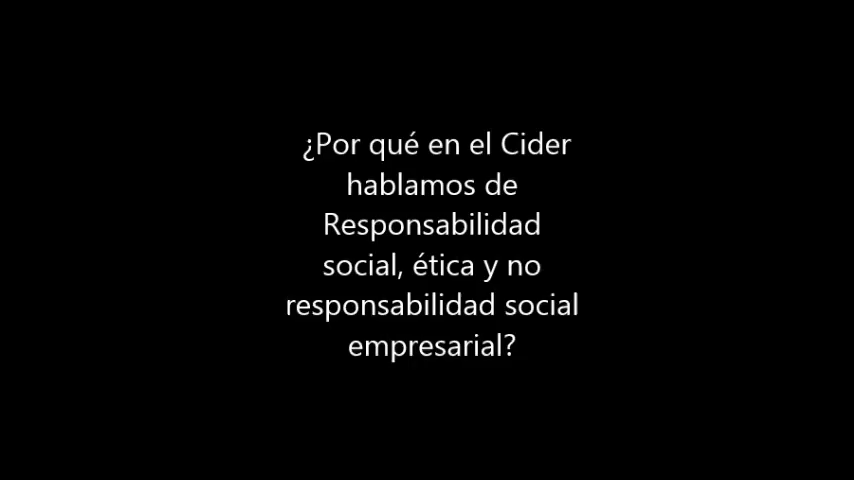 ¿Por qué en el Cider
hablamos de
Responsabilidad
social, ética y no
responsabilidad social
empresarial?